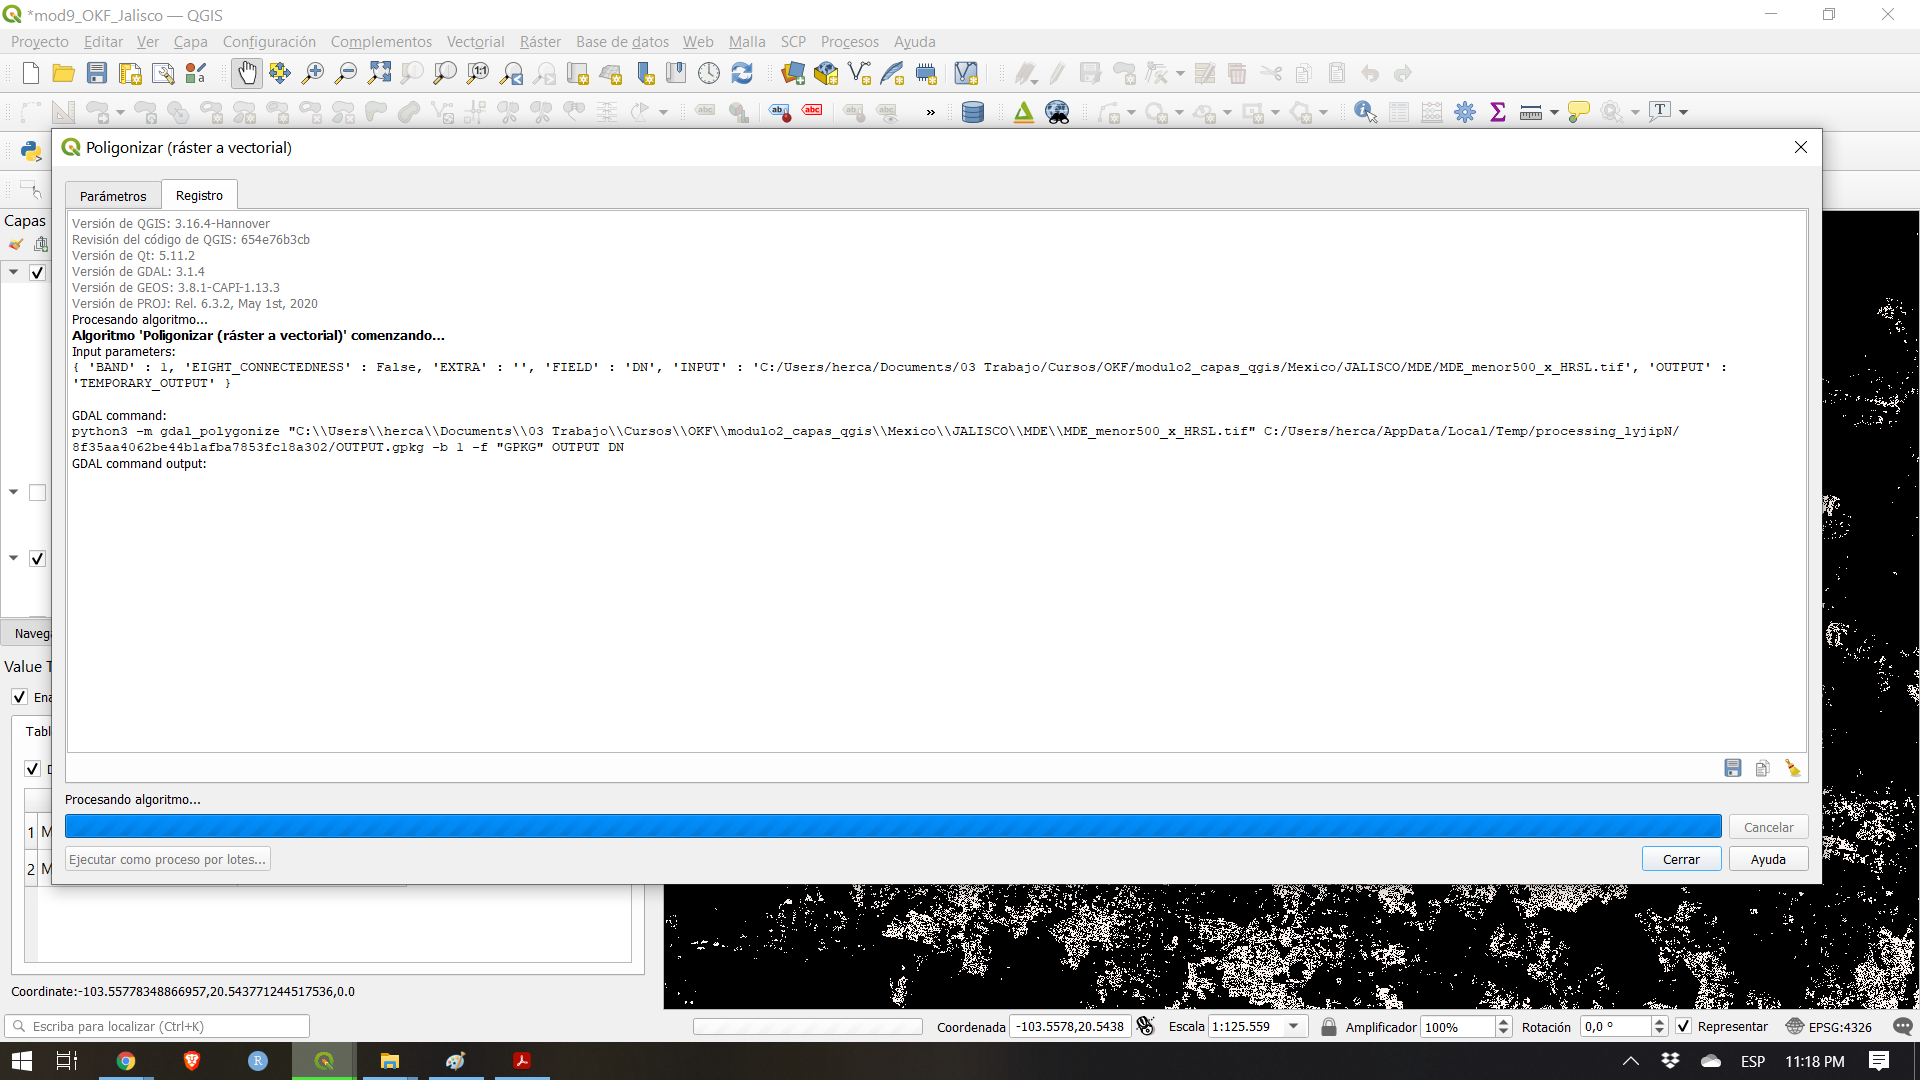 *mod9_OKF_Jalisco — QGIS
Proyecto Editar Ver Capa Configuración Complementos Vectorial Ráster Base de datos Web Malla SCP Procesos Ayuda
Poligonizar (ráster a vectorial)
Parámetros Registro
Capas
Versión de QGIS: 3.16.4-Hannover
Revisión del código de QGIS: 654e76b3cb
Versión de Qt: 5.11.2
Versión de GDAL: 3.1.4
Versión de GEOS: 3.8.1-CAPI-1.13.3
Versión de PROJ: Rel. 6.3.2, May 1st, 2020
Procesando algoritmo...
Algoritmo 'Poligonizar (ráster a vectorial)' comenzando...
Input parameters:
{ 'BAND' : 1, 'EIGHT_CONNECTEDNESS' : False, 'EXTRA' : '', 'FIELD' : 'DN', 'INPUT' : 'C:/Users/herca/Documents/03 Trabajo/Cursos/OKF/modulo2_capas_qgis/Mexico/JALISCO/MDE/MDE_menor500_x_HRSL.tif', 'OUTPUT' :
'TEMPORARY_OUTPUT' }
GDAL command:
python3 -m gdal_polygonize "C:\\Users\\herca\\Documents\\03 Trabajo\\Cursos\\OKF\\modulo2_capas_qgis\\Mexico\\JALISCO\\MDE\\MDE_menor500_x_HRSL.tif" C:/Users/herca/AppData/Local/Temp/processing_lyjipN/
8f35aa4062be44b1afba7853fc18a302/OUTPUT.gpkg -b 1 -f "GPKG" OUTPUT DN
GDAL command output:
Naveg
Value T
Ena
Tabl
1 M
2 M
Procesando algoritmo...
Cancelar
Ejecutar como proceso por lotes...
Cerrar Ayuda
Coordinate:-103.55778348866957,20.543771244517536,0.0
Escriba para localizar (Ctrl+K)
Coordenada -103.5578,20.5438 Escala 1:125.559 Amplificador 100% Rotación 0,0 ° Representar EPSG:4326
ESP 11:18 PM